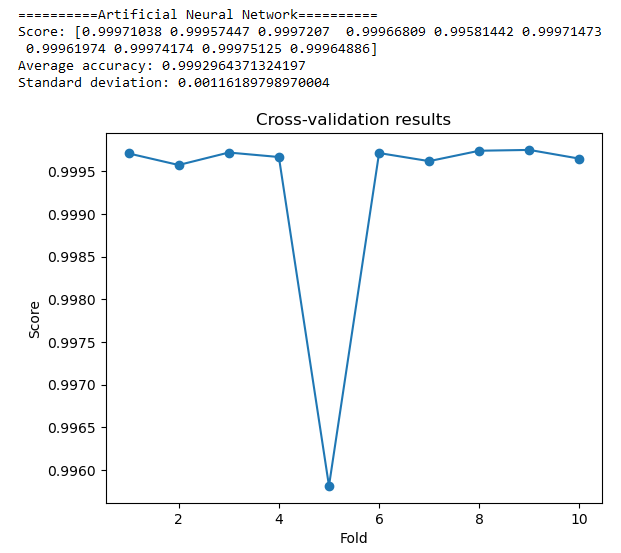 ==========Artificial Neural Network==========
Score: [0.99971038 0.99957447 0.9997207  0.99966809 0.99581442 0.99971473
 0.99961974 0.99974174 0.99975125 0.99964886]
Average accuracy: 0.9992964371324197
Standard deviation: 0.00116189798970004
Cross-validation results
0.9995
0.9990
0.9985
0.9980
0.9975
0.9970
0.9965
0.9960
Score
2 4 6 8 10
Fold